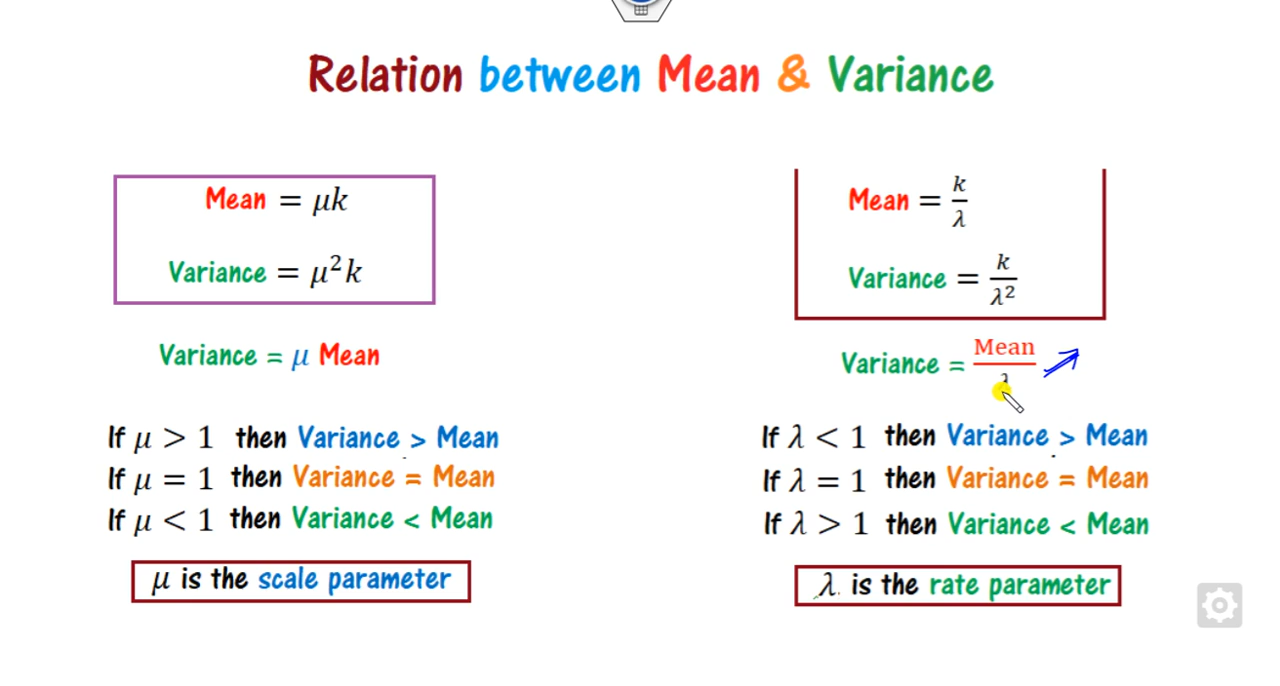 Relation between Mean & Variance
Mean = μk
Variance = μ²k
Variance = μ Mean
If μ > 1 then Variance > Mean
If μ = 1 then Variance = Mean
If μ < 1 then Variance < Mean
μ is the scale parameter
Mean = k/λ
Variance = k/λ²
Variance = Mean/λ
If λ < 1 then Variance > Mean
If λ = 1 then Variance = Mean
If λ > 1 then Variance < Mean
λ is the rate parameter